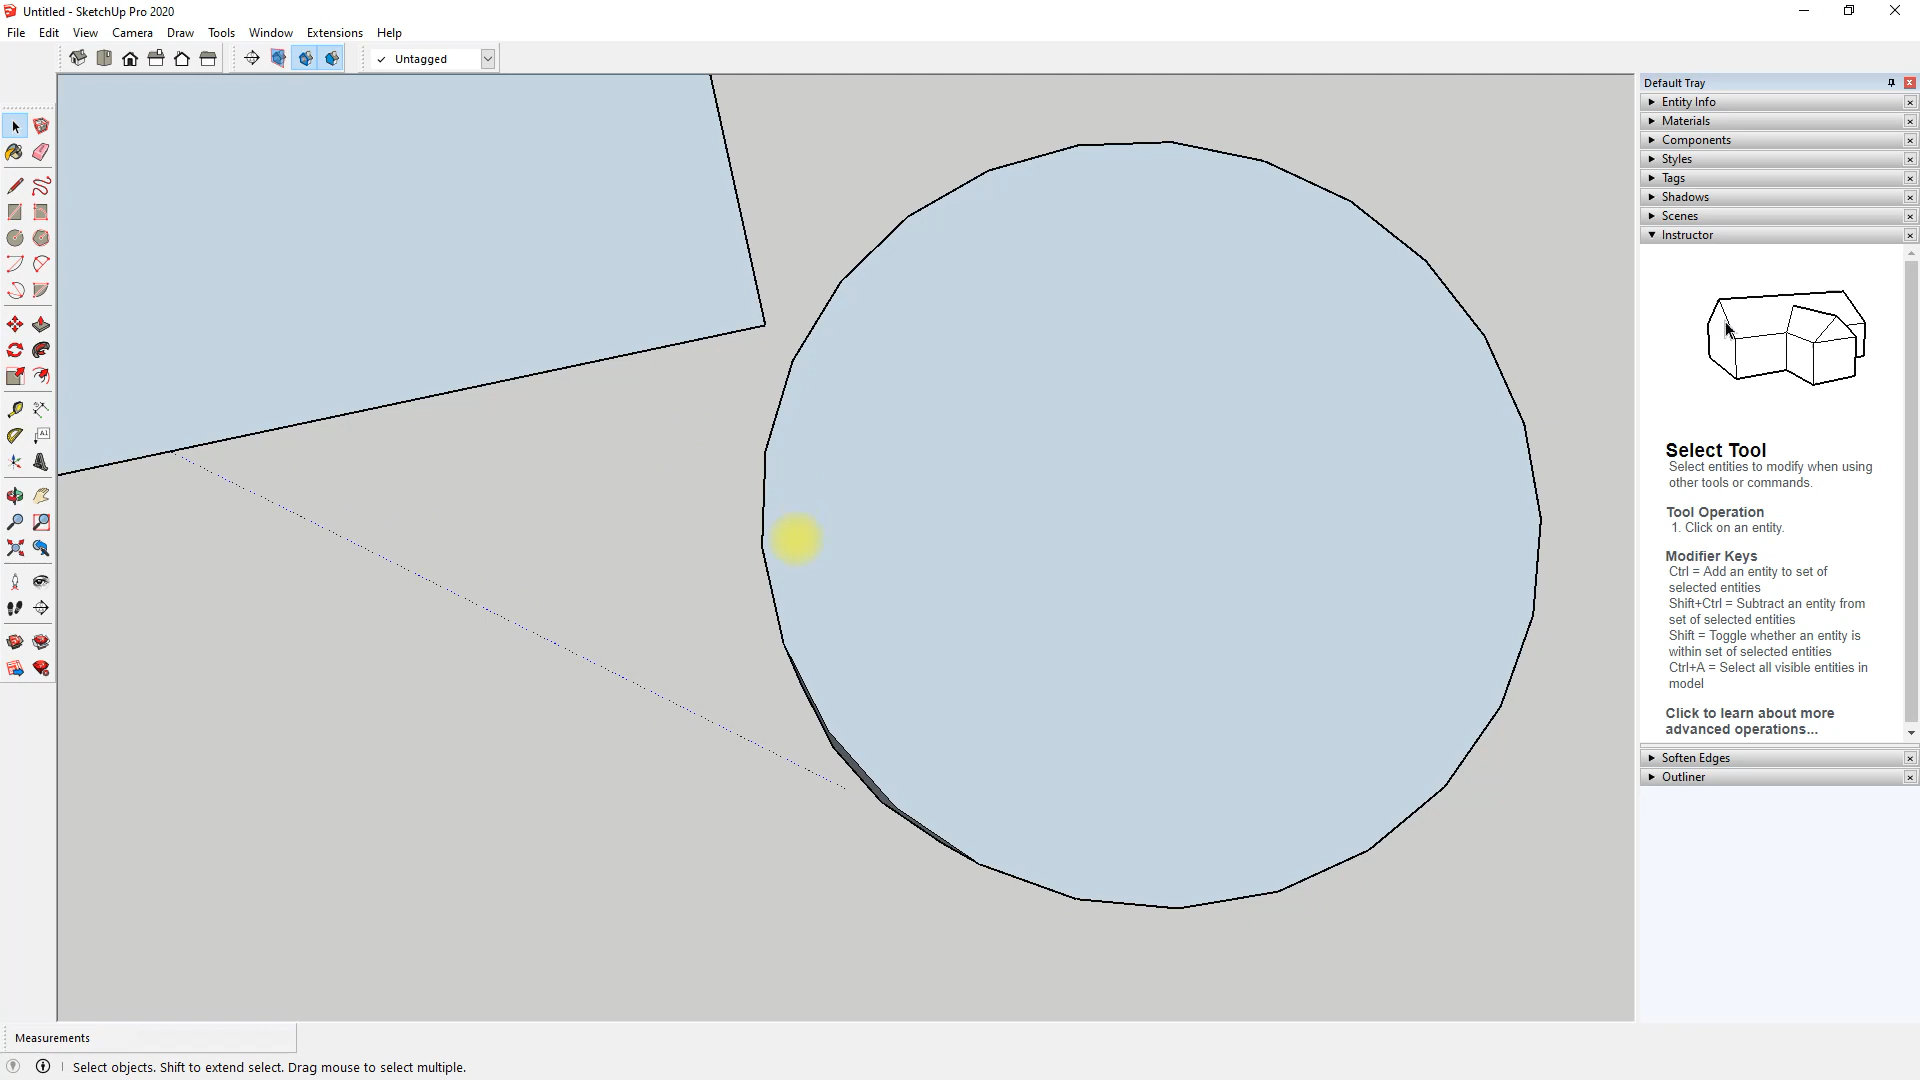 Untitled - SketchUp Pro 2020
File Edit View Camera Draw Tools Window Extensions Help
✓ Untagged
Default Tray
Entity Info
Materials
Components
Styles
Tags
Shadows
Scenes
Instructor
A1
Select Tool
Select entities to modify when using
other tools or commands.
Tool Operation
1. Click on an entity.
Modifier Keys
Ctrl = Add an entity to set of
selected entities
Shift+Ctrl = Subtract an entity from
set of selected entities
Shift = Toggle whether an entity is
within set of selected entities
Ctrl+A = Select all visible entities in
model
Click to learn about more
advanced operations...
Soften Edges
Outliner
Measurements
Select objects. Shift to extend select. Drag mouse to select multiple.